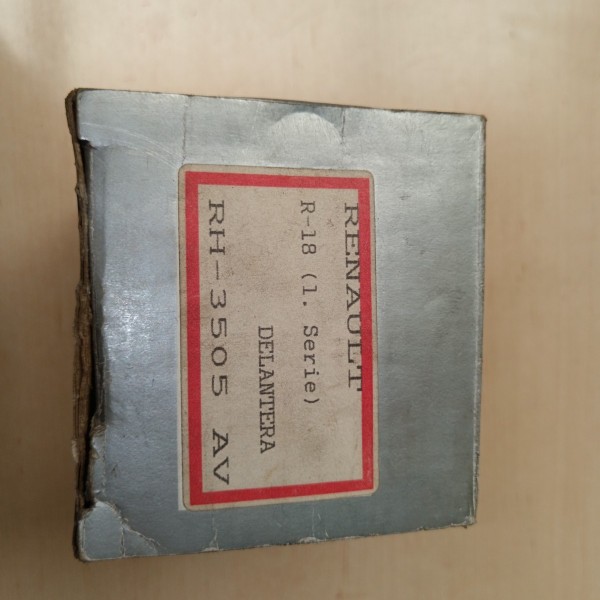 RENAULT
R-18 (1. Serie)
DELANTERA
RH-3505 AV